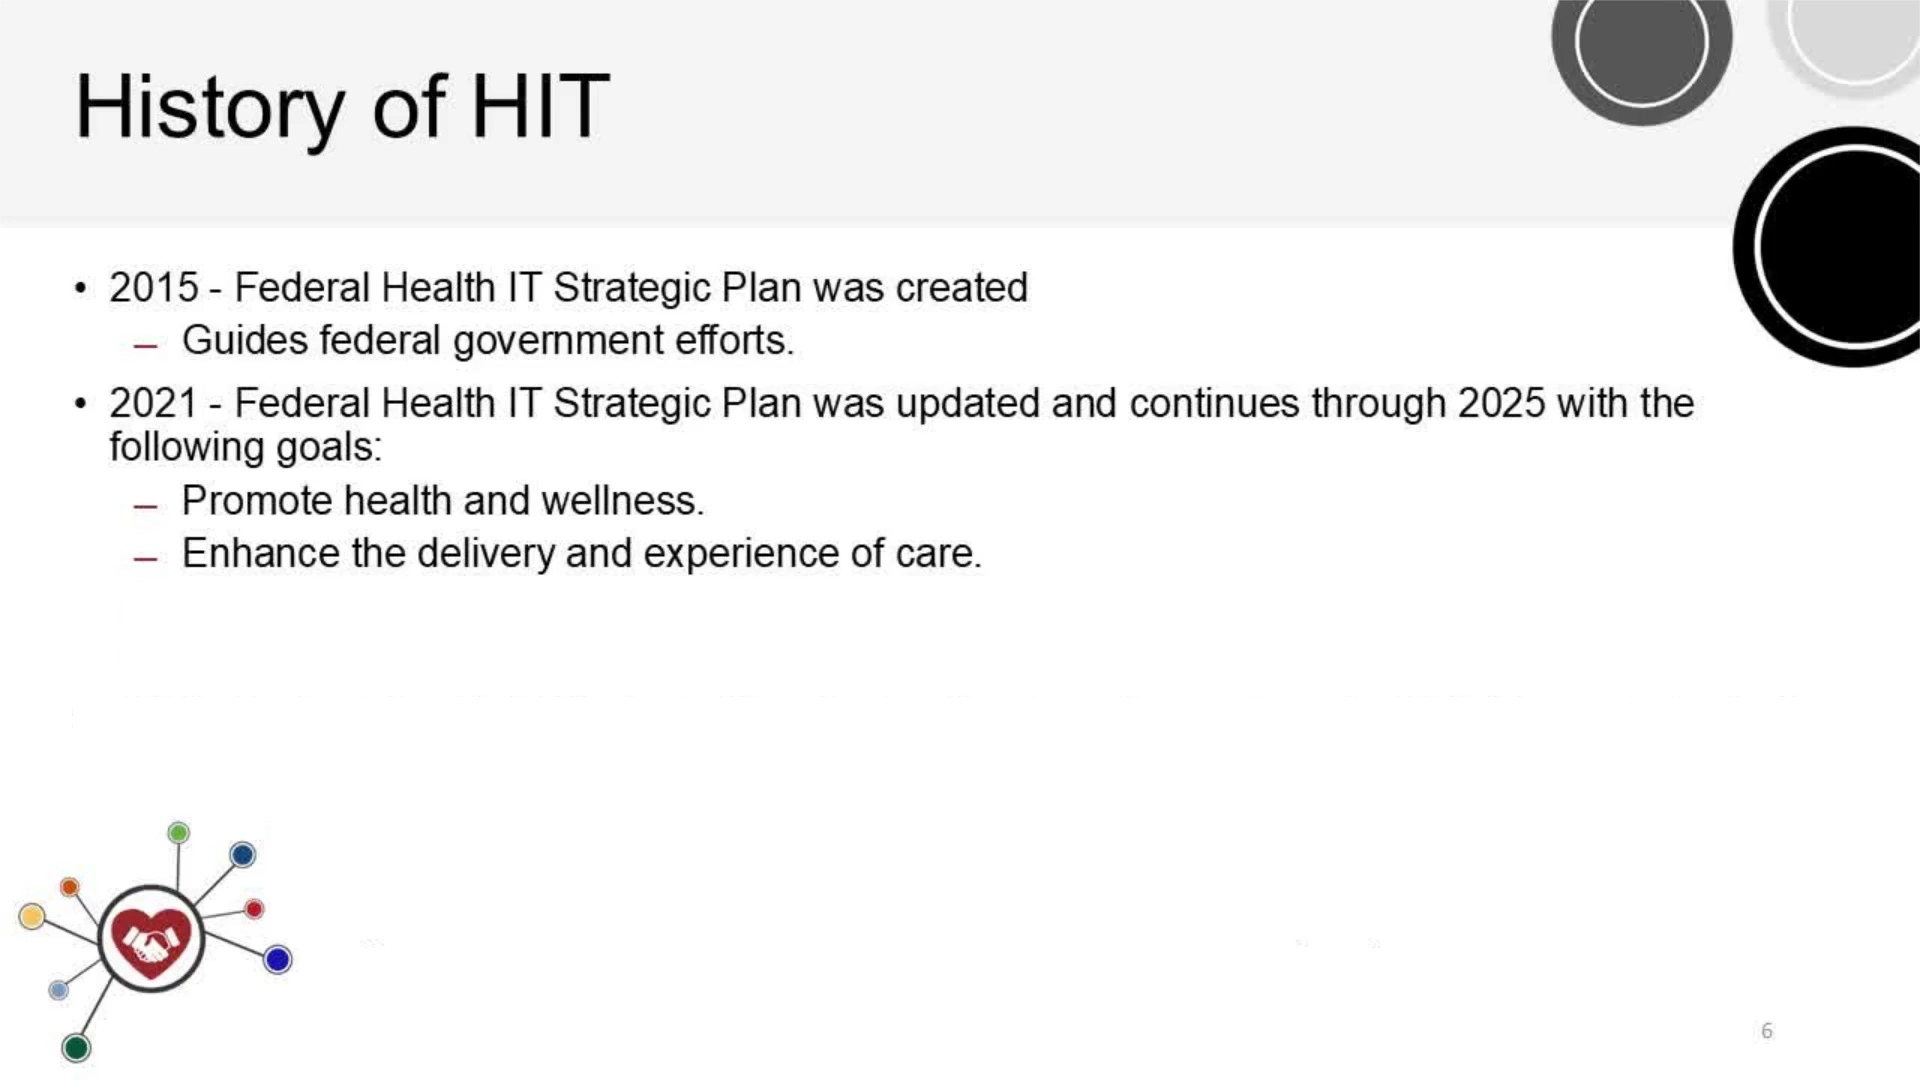 History of HIT
• 2015 - Federal Health IT Strategic Plan was created
– Guides federal government efforts.
• 2021 - Federal Health IT Strategic Plan was updated and continues through 2025 with the
following goals:
– Promote health and wellness.
– Enhance the delivery and experience of care.
6